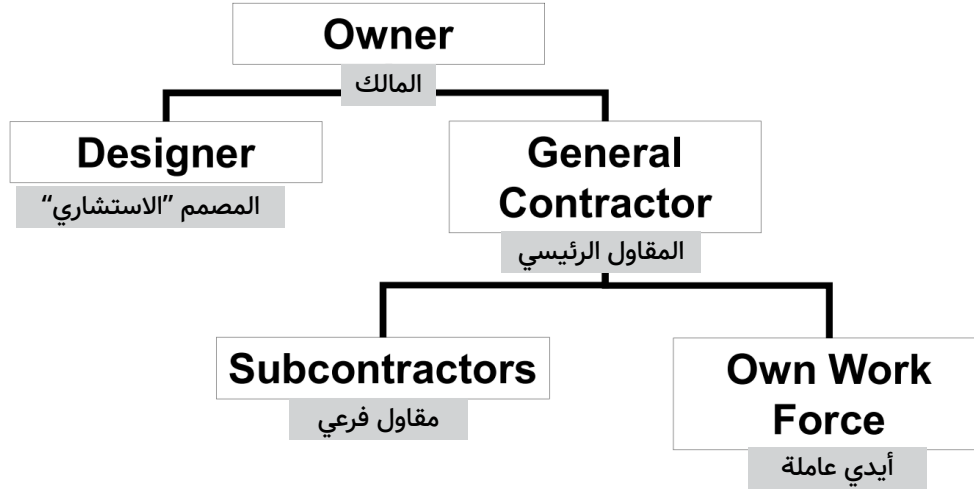 Owner
المالك
Designer
المصمم "الاستشاري"
General
Contractor
المقاول الرئيسي
Subcontractors
مقاول فرعي
Own Work
Force
أيدي عاملة